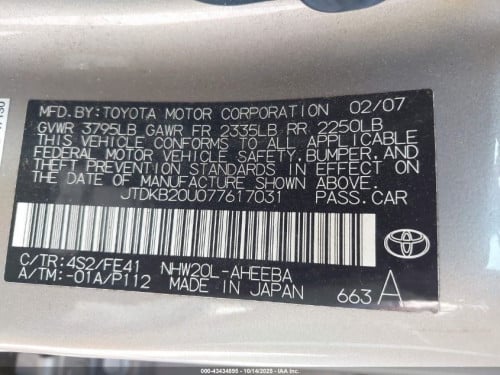 MFD.BY:TOYOTA MOTOR CORPORATION 02/07
GVWR 3795LB GAWR FR 2335LB RR 2250LB
THIS VEHICLE CONFORMS TO ALL APPLICABLE
FEDERAL MOTOR VEHICLE SAFETY, BUMPER, AND
THEFT PREVENTION STANDARDS IN EFFECT ON
THE DATE OF MANUFACTURE SHOWN ABOVE.
JTDKB20U077617031 PASS.CAR
C/TR:4S2/FE41 NHW20L-AHEEBA
A/TM:-01A/P112 MADE IN JAPAN 663 A
TOYOTA
000-43434695 - 10/14/2025 - IAA Inc.